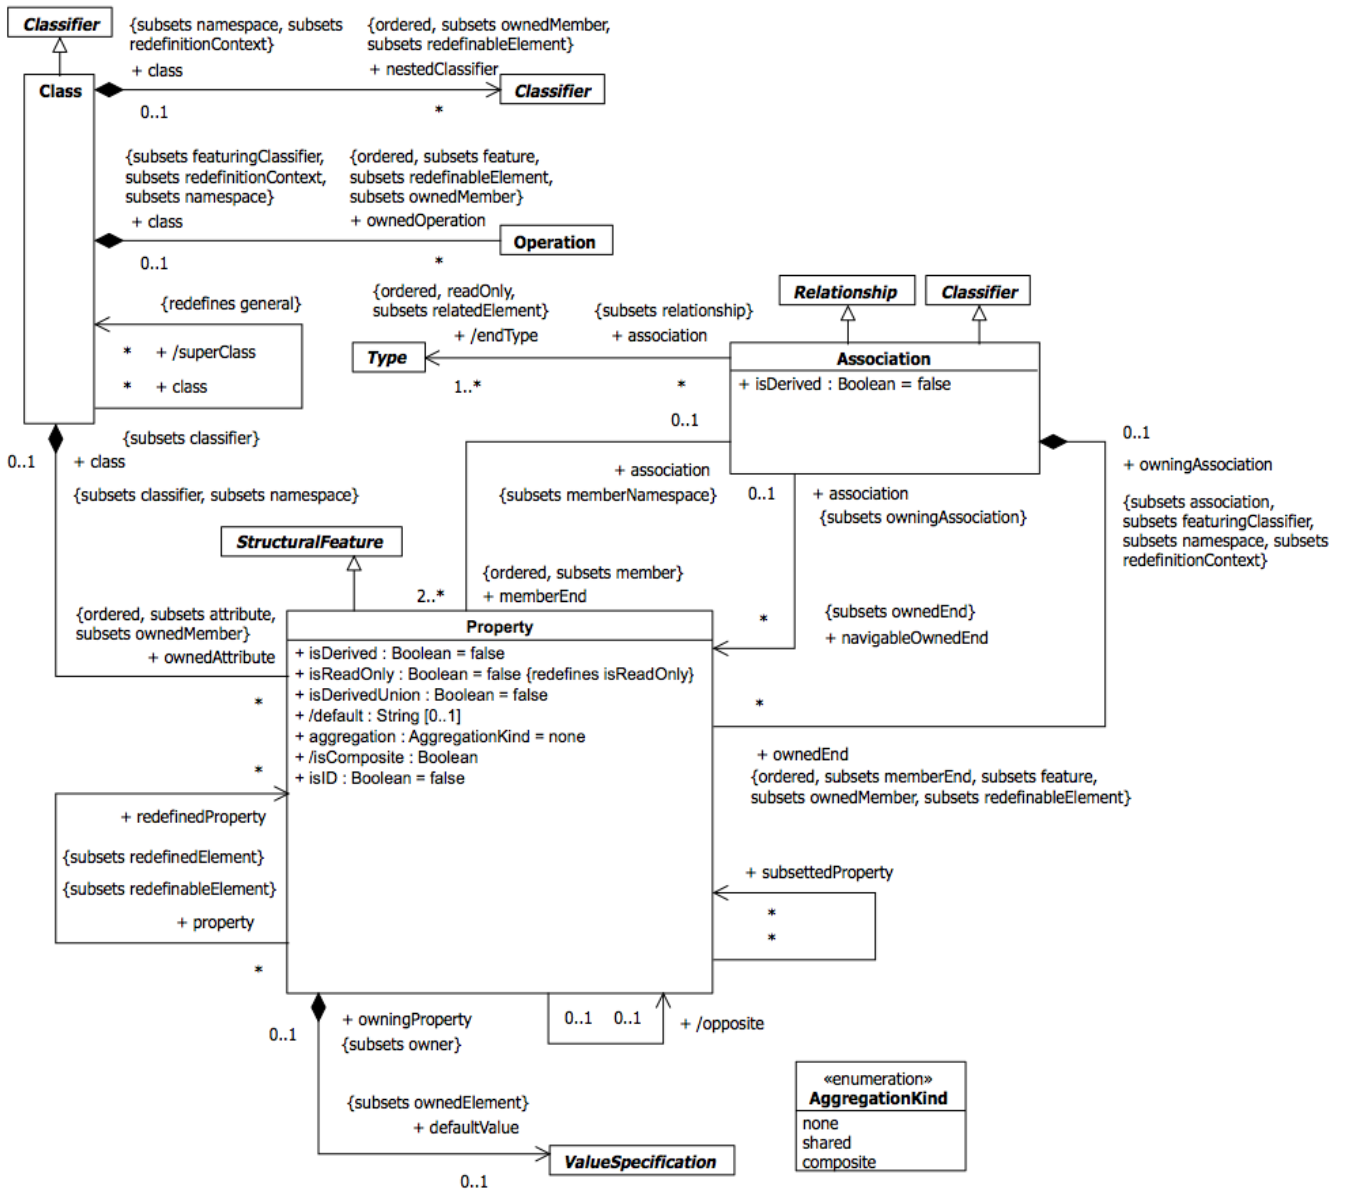 Classifier
{subsets namespace, subsets
redefinitionContext}
+ class
0..1
{ordered, subsets ownedMember,
subsets redefinableElement}
+ nestedClassifier
*
Classifier
Class
{subsets featuringClassifier,
subsets redefinitionContext,
subsets namespace}
+ class
0..1
{ordered, subsets feature,
subsets redefinableElement,
subsets ownedMember}
+ ownedOperation
*
Operation
{redefines general}
* + /superClass
* + class
{subsets classifier}
{ordered, readOnly,
subsets relatedElement}
+ /endType
1..*
Type
{subsets relationship}
+ association
*
Relationship
Classifier
Association
+ isDerived : Boolean = false
0..1
+ association
{subsets memberNamespace}
0..1
+ association
{subsets owningAssociation}
0..1
+ owningAssociation
{subsets association,
subsets featuringClassifier,
subsets namespace, subsets
redefinitionContext}
0..1
+ class
{subsets classifier, subsets namespace}
StructuralFeature
{ordered, subsets member}
2..*
+ memberEnd
{subsets ownedEnd}
*
+ navigableOwnedEnd
{ordered, subsets attribute,
subsets ownedMember}
+ ownedAttribute
*
Property
+ isDerived : Boolean = false
+ isReadOnly : Boolean = false {redefines isReadOnly}
+ isDerivedUnion : Boolean = false
+ /default : String [0..1]
+ aggregation : AggregationKind = none
+ /isComposite : Boolean
+ isID : Boolean = false
*
+ ownedEnd
{ordered, subsets memberEnd, subsets feature,
subsets ownedMember, subsets redefinableElement}
*
+ redefinedProperty
{subsets redefinedElement}
{subsets redefinableElement}
+ property
*
+ subsettedProperty
*
*
0..1
+ owningProperty
{subsets owner}
0..1
0..1
+ /opposite
{subsets ownedElement}
+ defaultValue
0..1
ValueSpecification
«enumeration»
AggregationKind
none
shared
composite